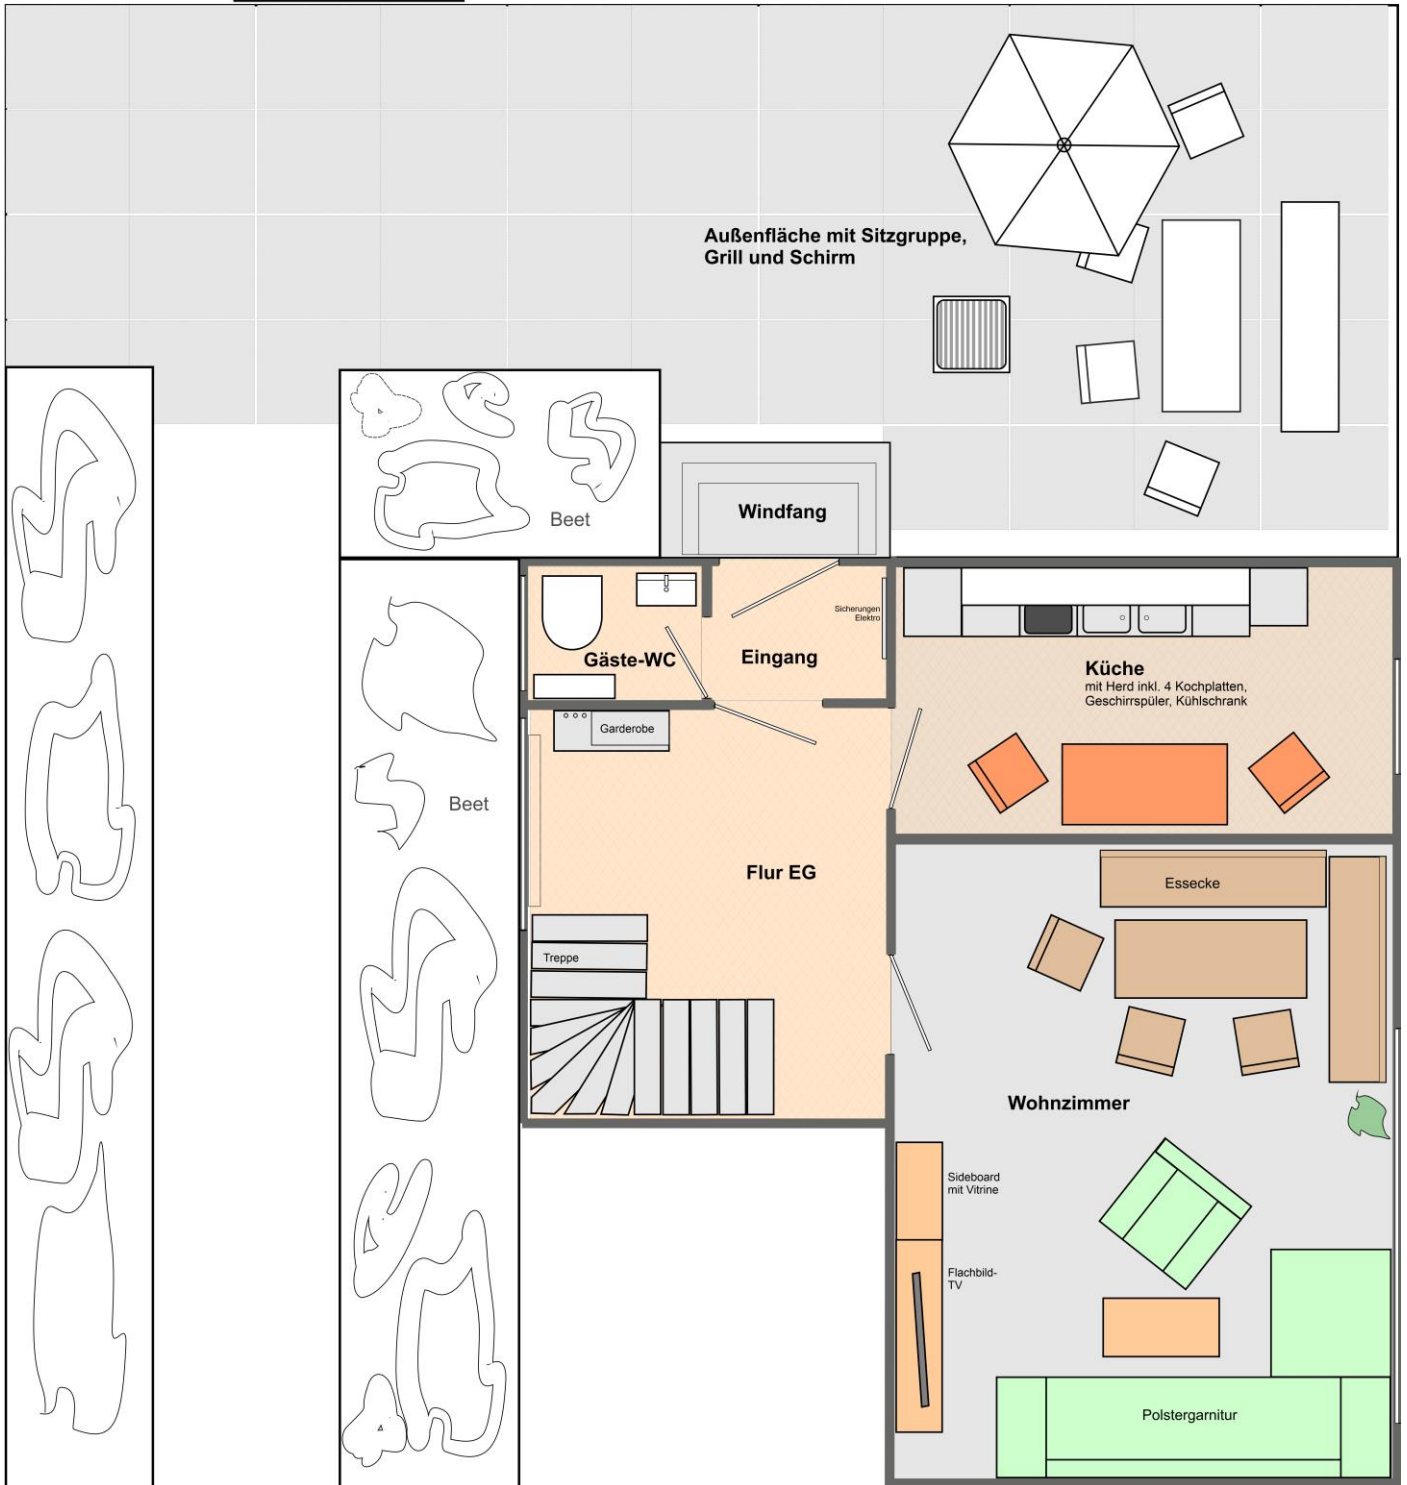 Außenfläche mit Sitzgruppe,
Grill und Schirm
Windfang
Beet
Sicherungen
Elektro
Gäste-WC
Eingang
Küche
mit Herd inkl. 4 Kochplatten,
Geschirrspüler, Kühlschrank
Garderobe
Beet
Flur EG
Essecke
Treppe
Wohnzimmer
Sideboard
mit Vitrine
Flachbild-
TV
Polstergarnitur